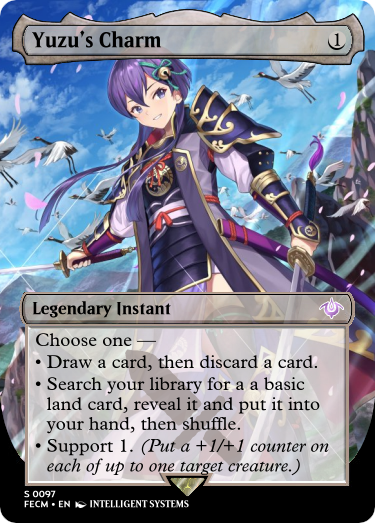 Yuzu's Charm 1
Legendary Instant
Choose one —
• Draw a card, then discard a card.
• Search your library for a a basic
land card, reveal it and put it into
your hand, then shuffle.
• Support 1. (Put a +1/+1 counter on
each of up to one target creature.)
S 0097
FECM • EN INTELLIGENT SYSTEMS